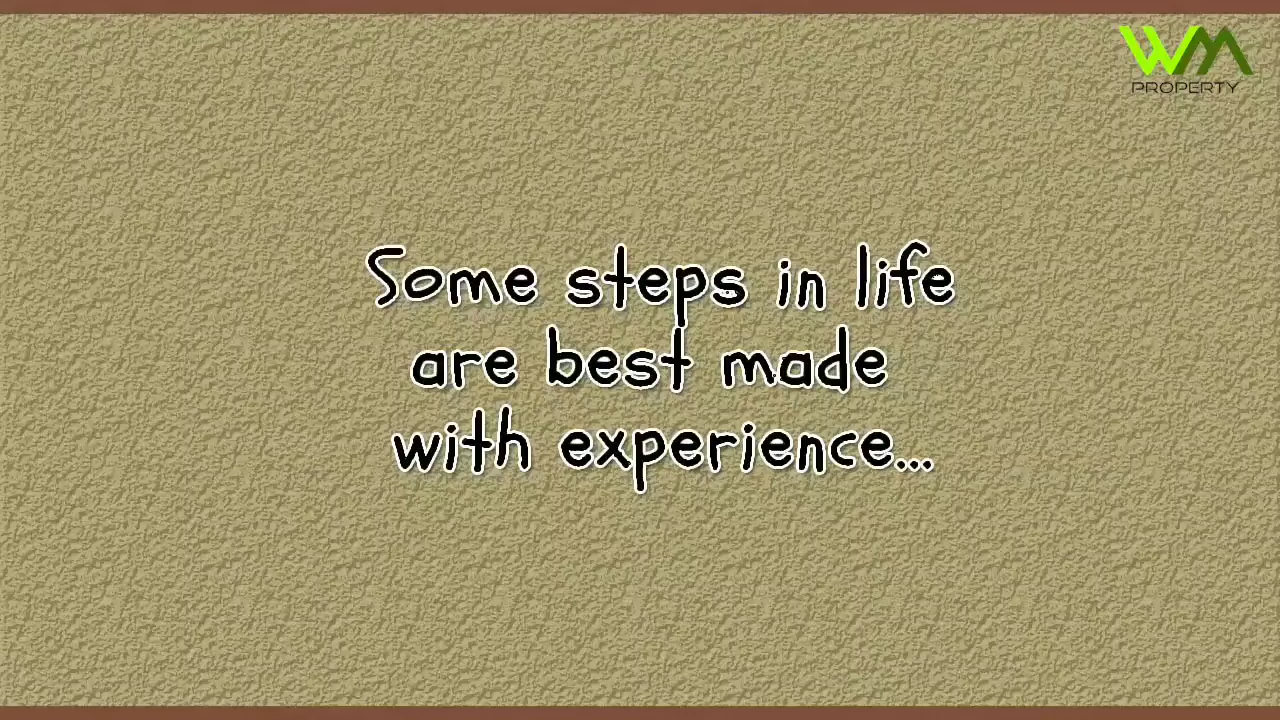 WM
PROPERTY
Some steps in life
are best made
with experience...